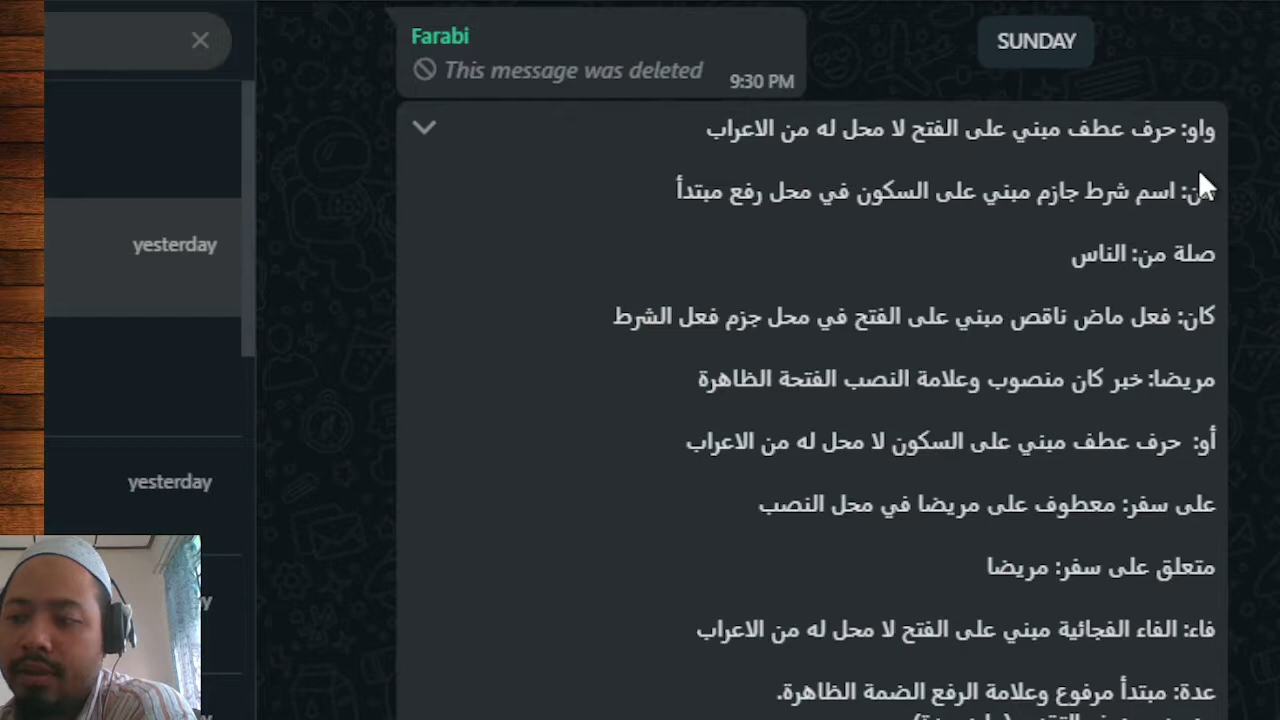 Farabi
This message was deleted
9:30 PM
SUNDAY
واو: حرف عطف مبني على الفتح لا محل له من الاعراب
اسم شرط جازم مبني على السكون في محل رفع مبتدأ
صلة من: الناس
كان: فعل ماض ناقص مبني على الفتح في محل جزم فعل الشرط
مريضا: خبر كان منصوب وعلامة النصب الفتحة الظاهرة
أو: حرف عطف مبني على السكون لا محل له من الاعراب
على سفر: معطوف على مريضا في محل النصب
متعلق على سفر: مريضا
فاء: الفاء الفجائية مبني على الفتح لا محل له من الاعراب
عدة: مبتدأ مرفوع وعلامة الرفع الضمة الظاهرة.
yesterday
yesterday